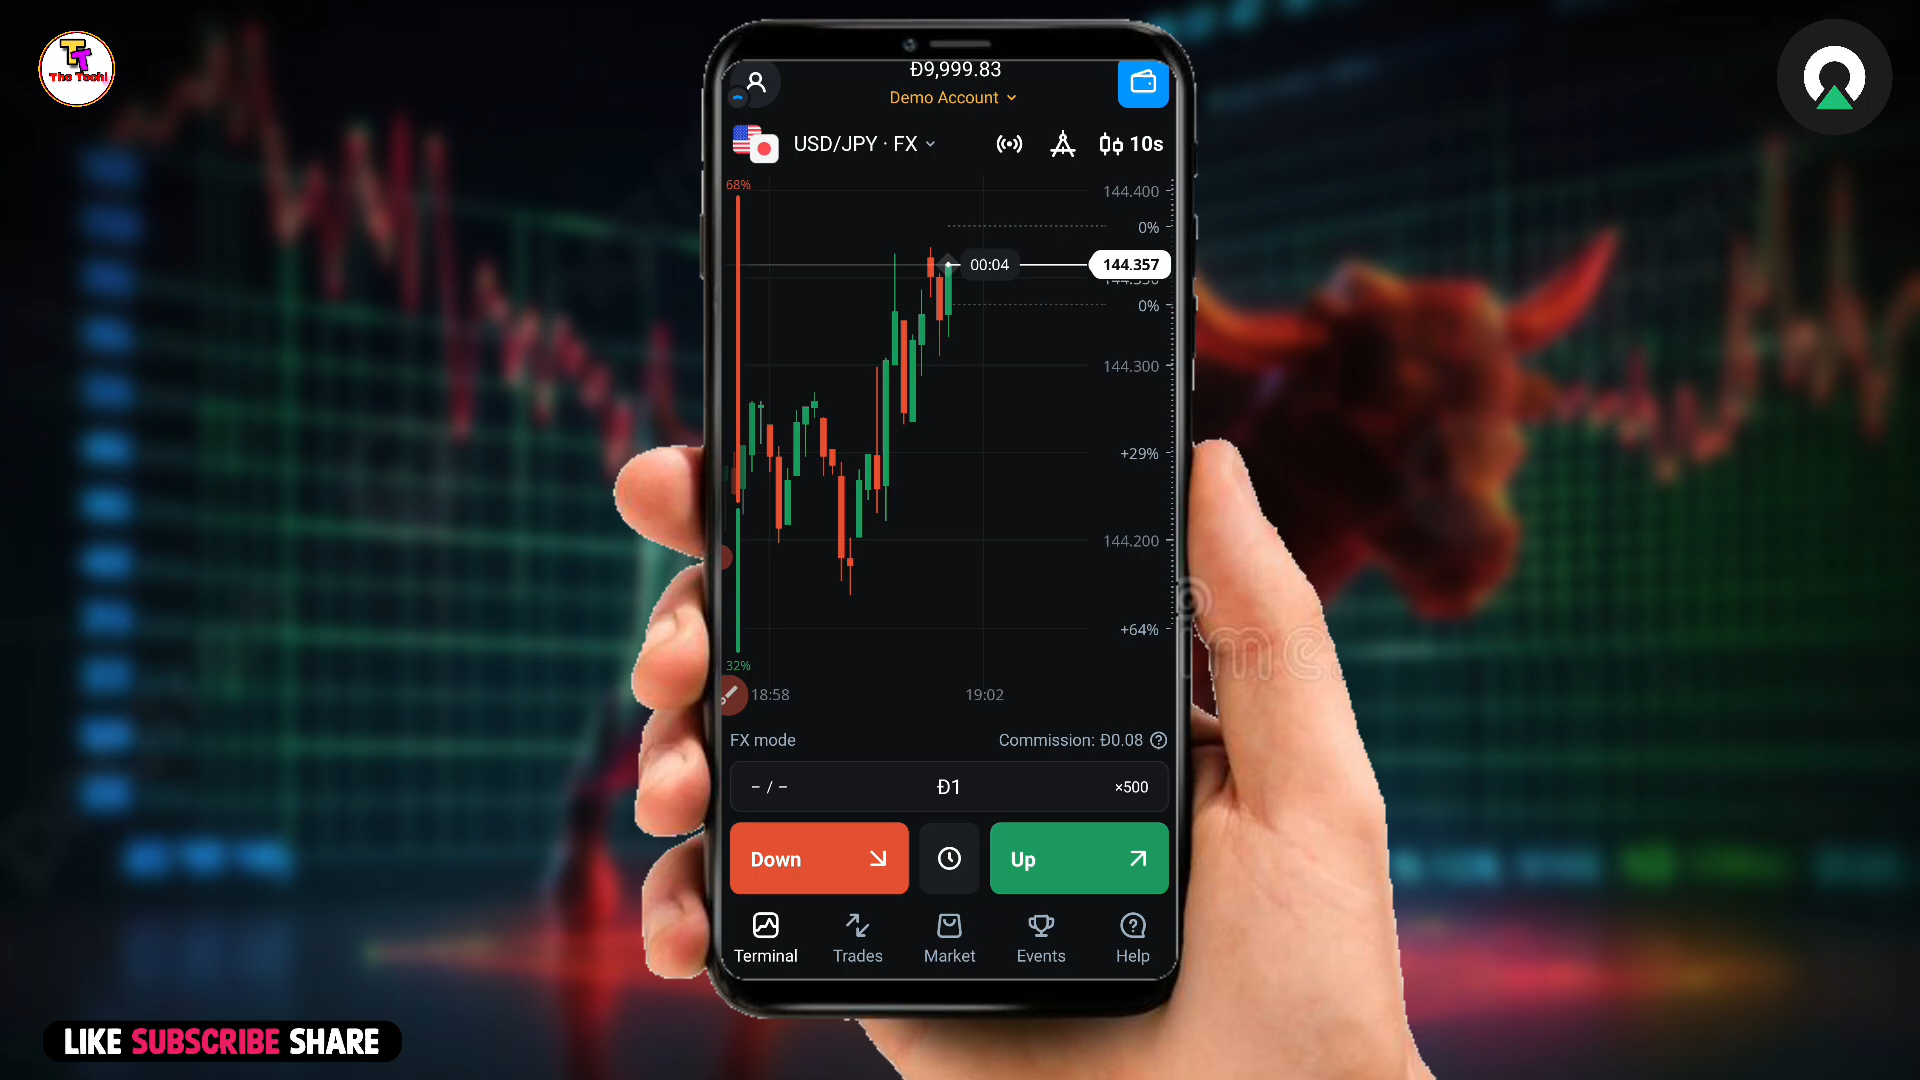 TT
The Tech!
Đ9,999.83
Demo Account
USD/JPY · FX
10s
68%
144.400
0%
00:04
144.357
0%
144.300
+29%
144.200
+64%
32%
18:58
19:02
FX mode
Commission: Đ0.08
– / –
Đ1
×500
Down
Up
Terminal
Trades
Market
Events
Help
LIKE SUBSCRIBE SHARE